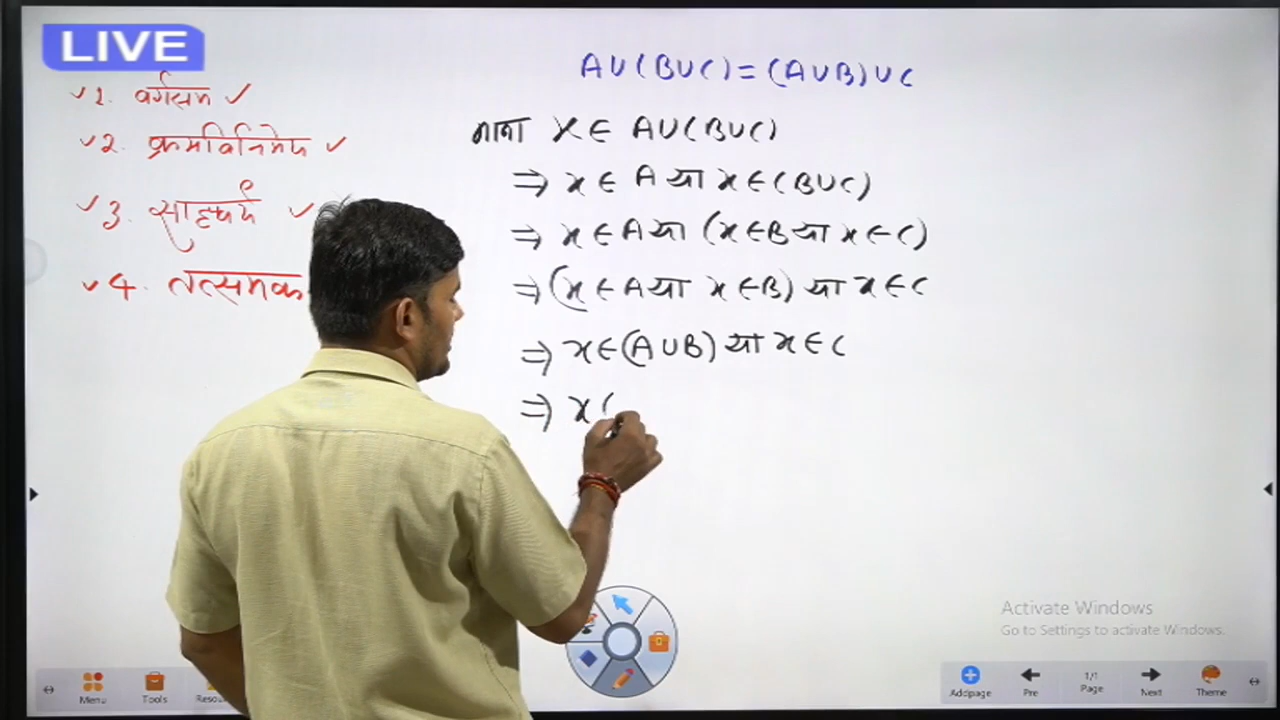 LIVE
A∪(B∪C)=(A∪B)∪C
✓1. वर्गसम ✓
✓2. क्रमविनिमेय ✓
✓3. साहचर्य ✓
✓4. तत्समक
माना x∈ A∪(B∪C)
⇒ x∈ A या x∈(B∪C)
⇒ x∈A या (x∈B या x∈C)
⇒(x∈A या x∈B) या x∈C
⇒ x∈(A∪B) या x∈C
⇒ x
Activate Windows
Go to Settings to activate Windows.
Menu
Tools
Addpage
Pre
1/1
Page
Next
Theme